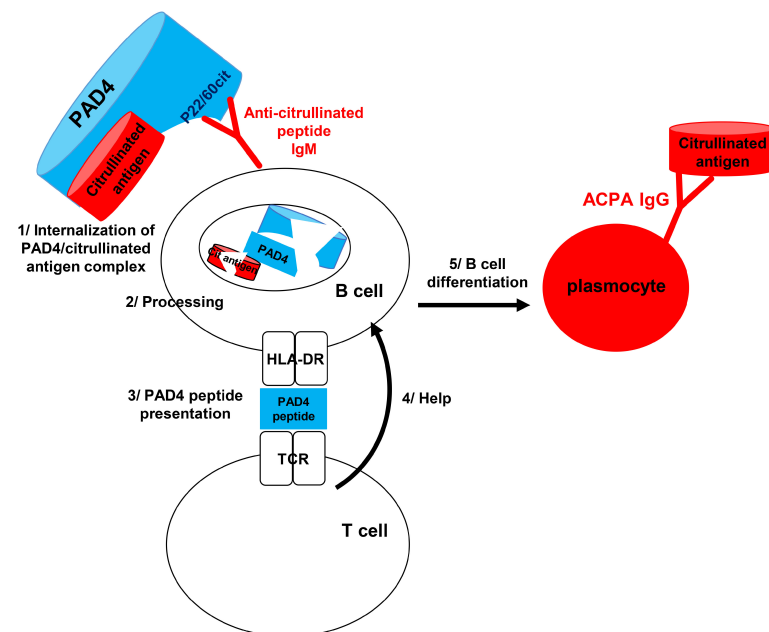 PAD4
P22/60cit
Citrullinated
antigen
Anti-citrullinated
peptide
IgM
Citrullinated
antigen
ACPA IgG
1/ Internalization of
PAD4/citrullinated
antigen complex
PAD4
Cit antigen
2/ Processing
B cell
5/ B cell
differentiation
plasmocyte
HLA-DR
3/ PAD4 peptide
presentation
PAD4
peptide
4/ Help
TCR
T cell